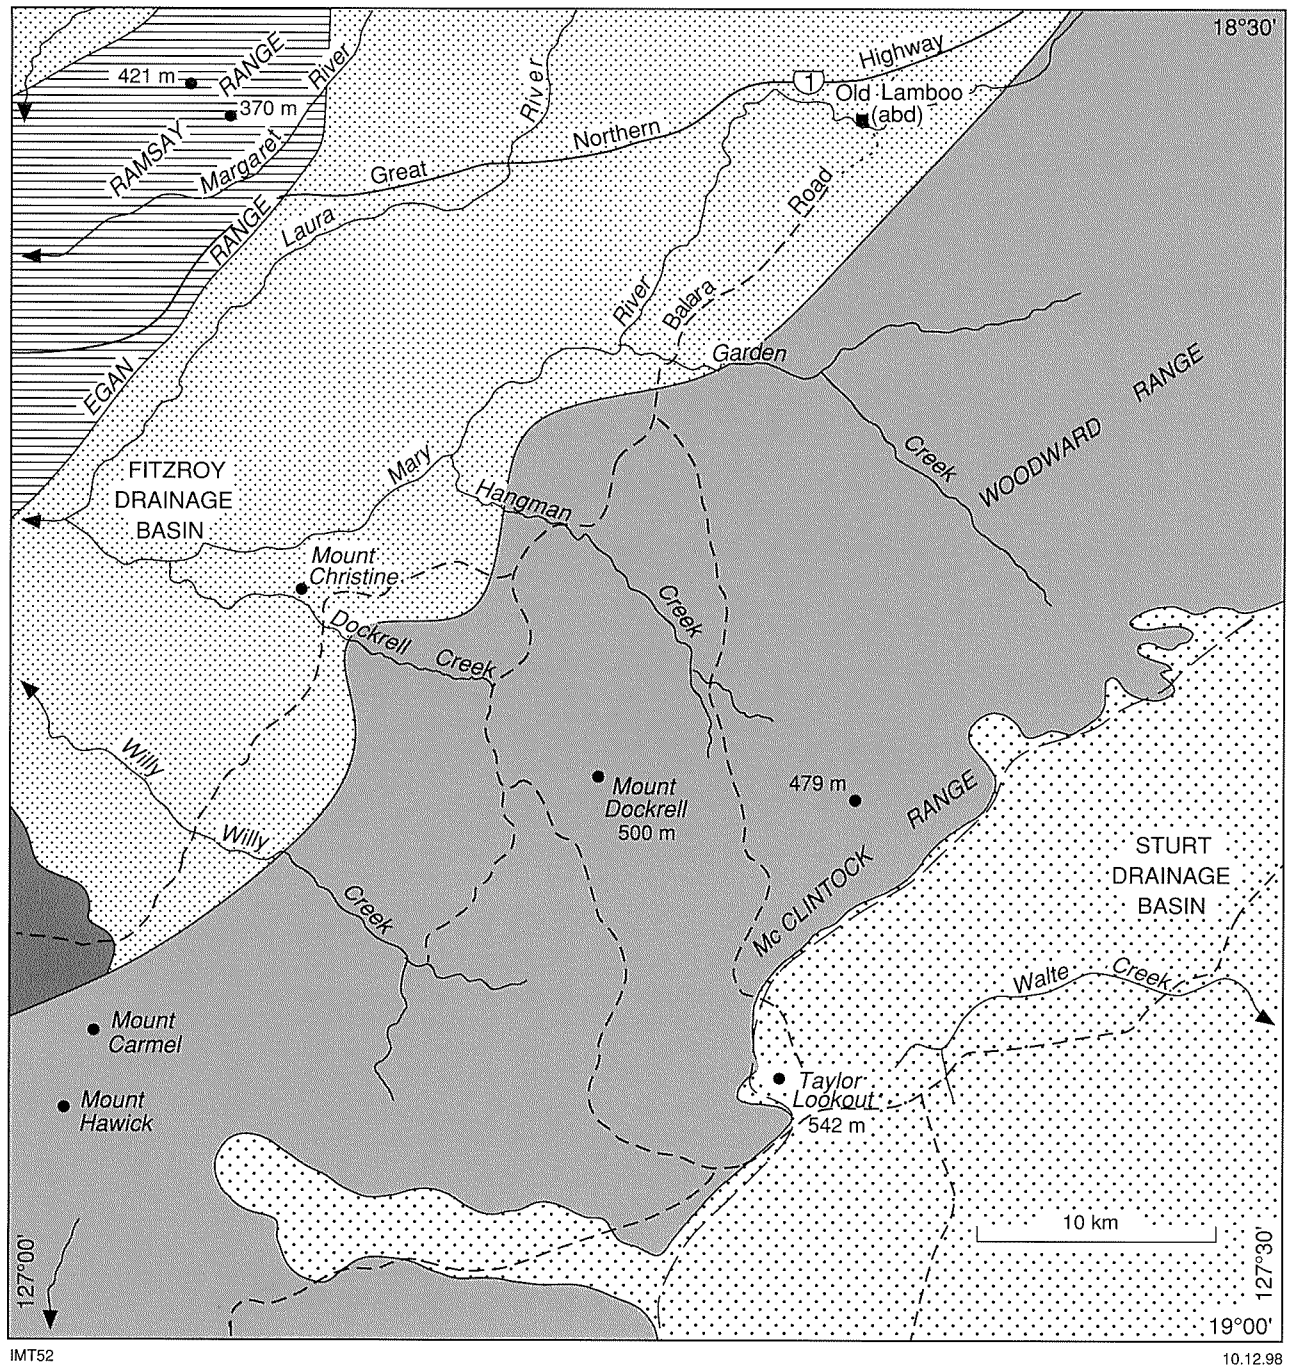 18°30'
421 m
RAMSAY RANGE
370 m
Margaret River
River
Great Northern Highway
1
Old Lamboo
(abd)
EGAN RANGE
Laura
River
Balara Road
Garden
Creek
WOODWARD RANGE
FITZROY
DRAINAGE
BASIN
Mary
Hangman
Creek
Mount
Christine
Dockrell Creek
Willy
Willy
Creek
Mount
Dockrell
500 m
479 m
McCLINTOCK RANGE
STURT
DRAINAGE
BASIN
Walte Creek
Mount
Carmel
Mount
Hawick
Taylor
Lookout
542 m
10 km
127°00'
127°30'
19°00'
IMT52
10.12.98